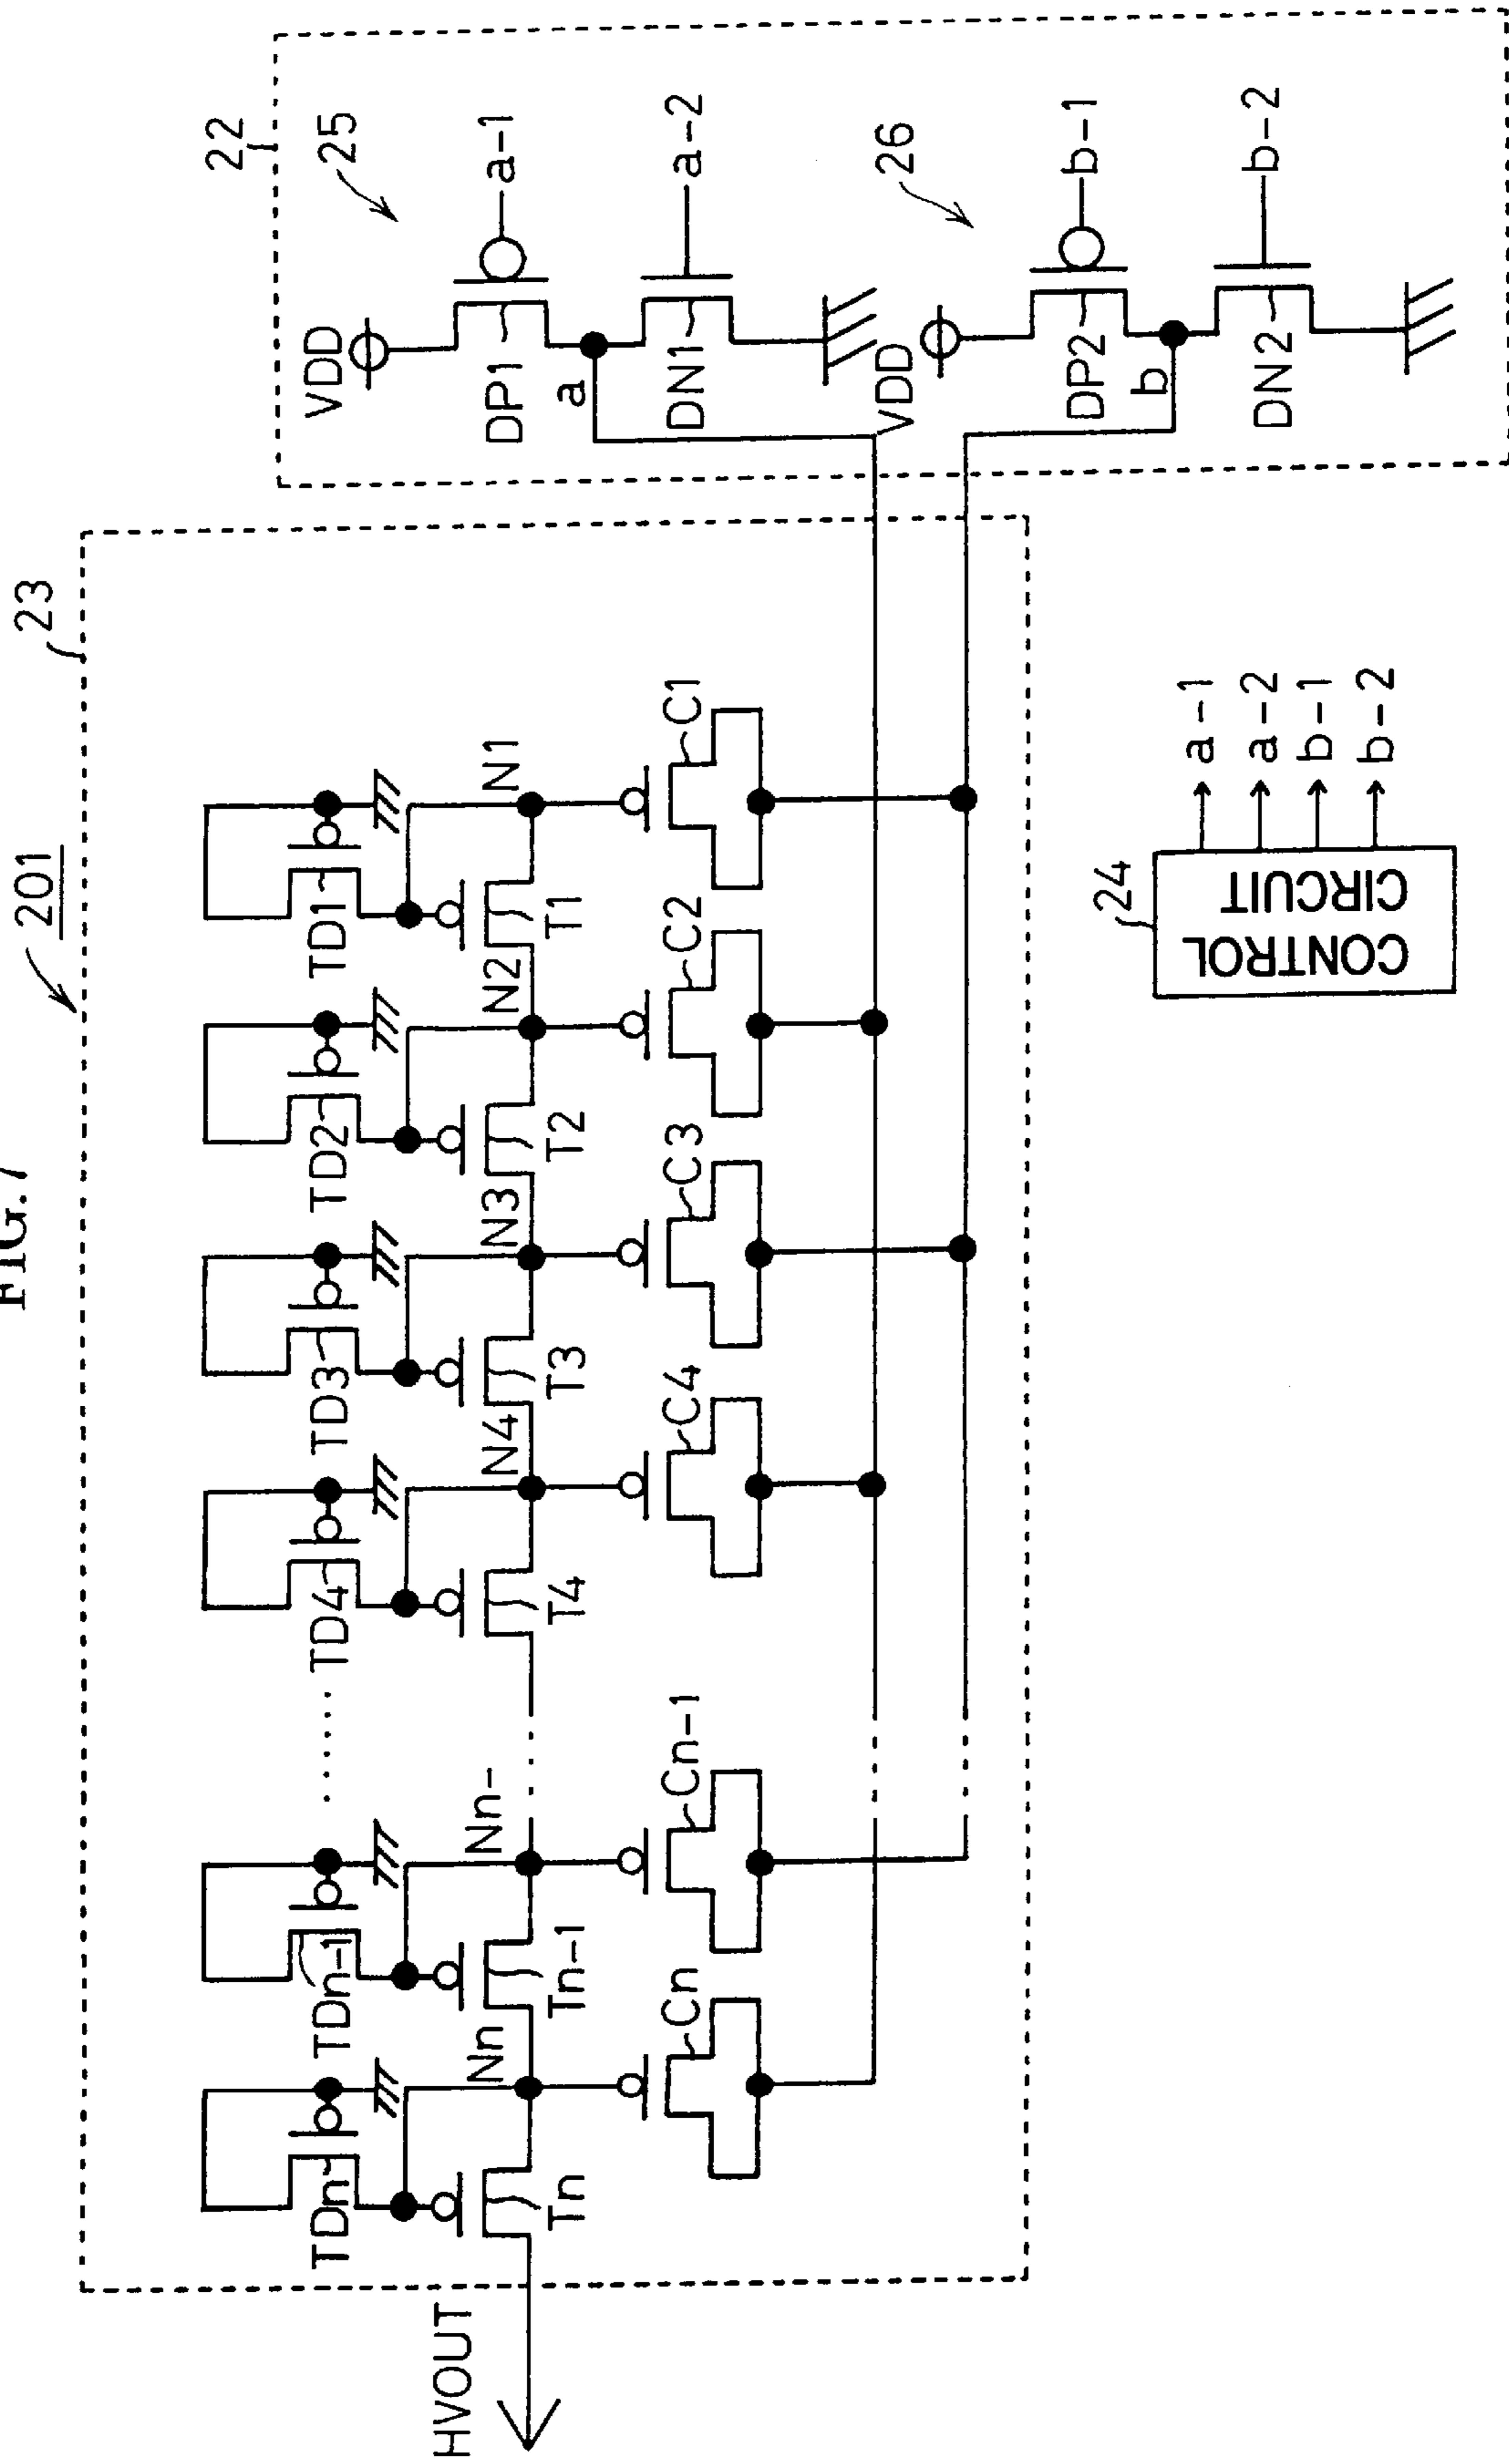 FIG.7
201
23
22
HVOUT
TDn
TDn-1
TD4
TD3
TD2
TD1
Nn
Nn-
N4
N3
N2
N1
Tn
Tn-1
T4
T3
T2
T1
Cn
Cn-1
C4
C3
C2
C1
VDD
25
DP1
a-1
a
DN1
a-2
VDD
26
DP2
b-1
b
DN2
b-2
24
CONTROL
CIRCUIT
a-1
a-2
b-1
b-2